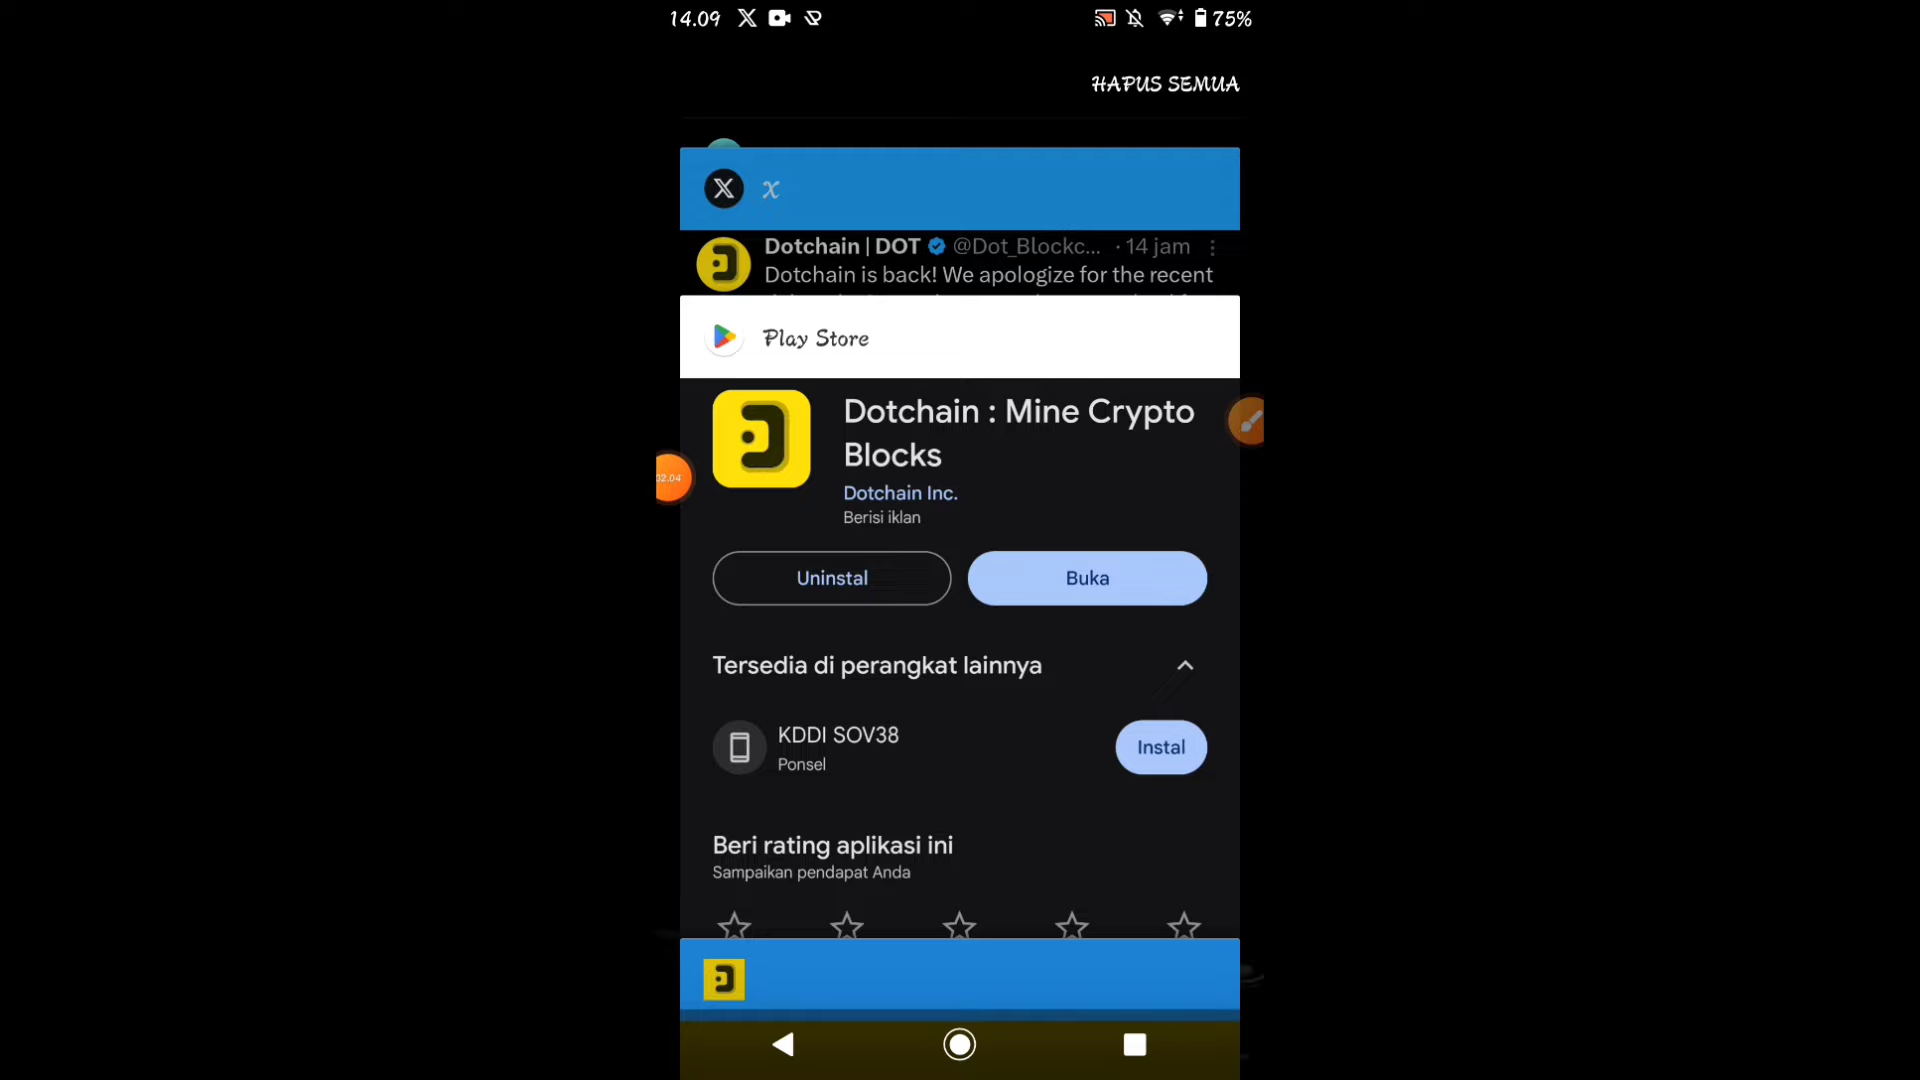 14.09
75%
HAPUS SEMUA
X
Dotchain | DOT @Dot_Blockc... · 14 jam
Dotchain is back! We apologize for the recent
Play Store
Dotchain : Mine Crypto
Blocks
Dotchain Inc.
Berisi iklan
02.04
Uninstal
Buka
Tersedia di perangkat lainnya
KDDI SOV38
Ponsel
Instal
Beri rating aplikasi ini
Sampaikan pendapat Anda